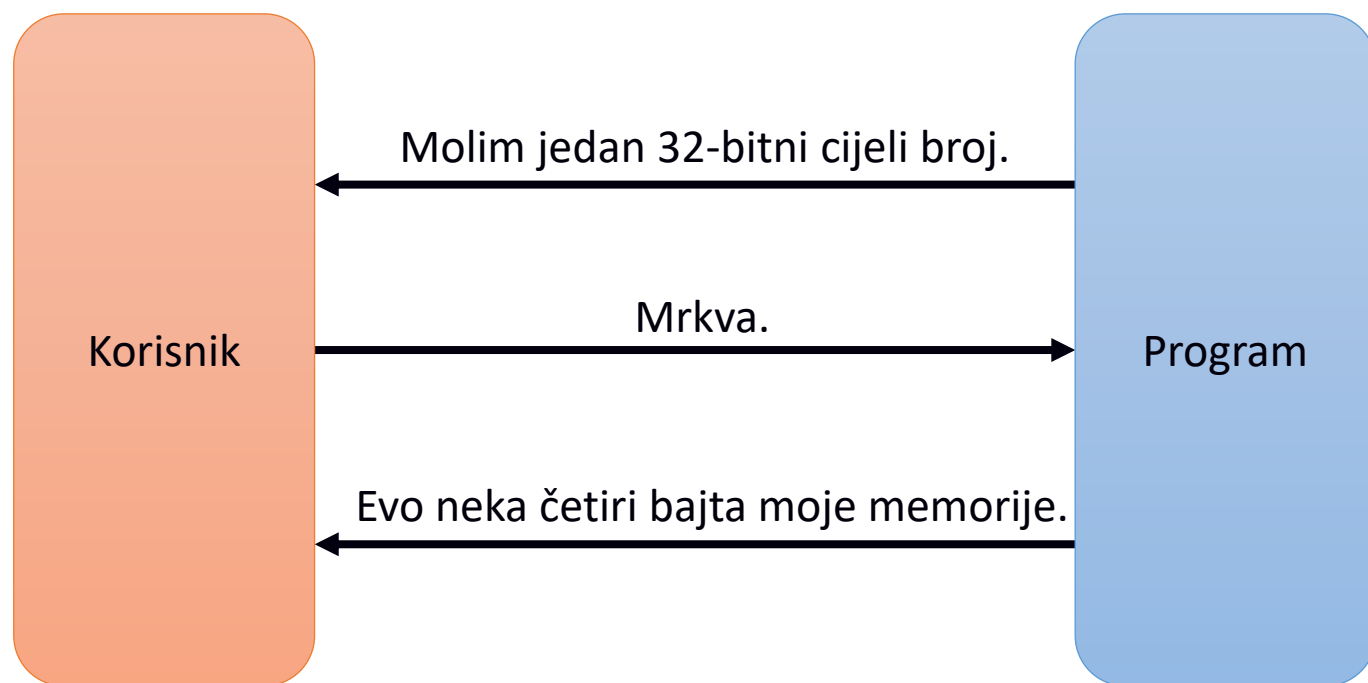 Molim jedan 32-bitni cijeli broj.
Mrkva.
Korisnik
Program
Evo neka četiri bajta moje memorije.